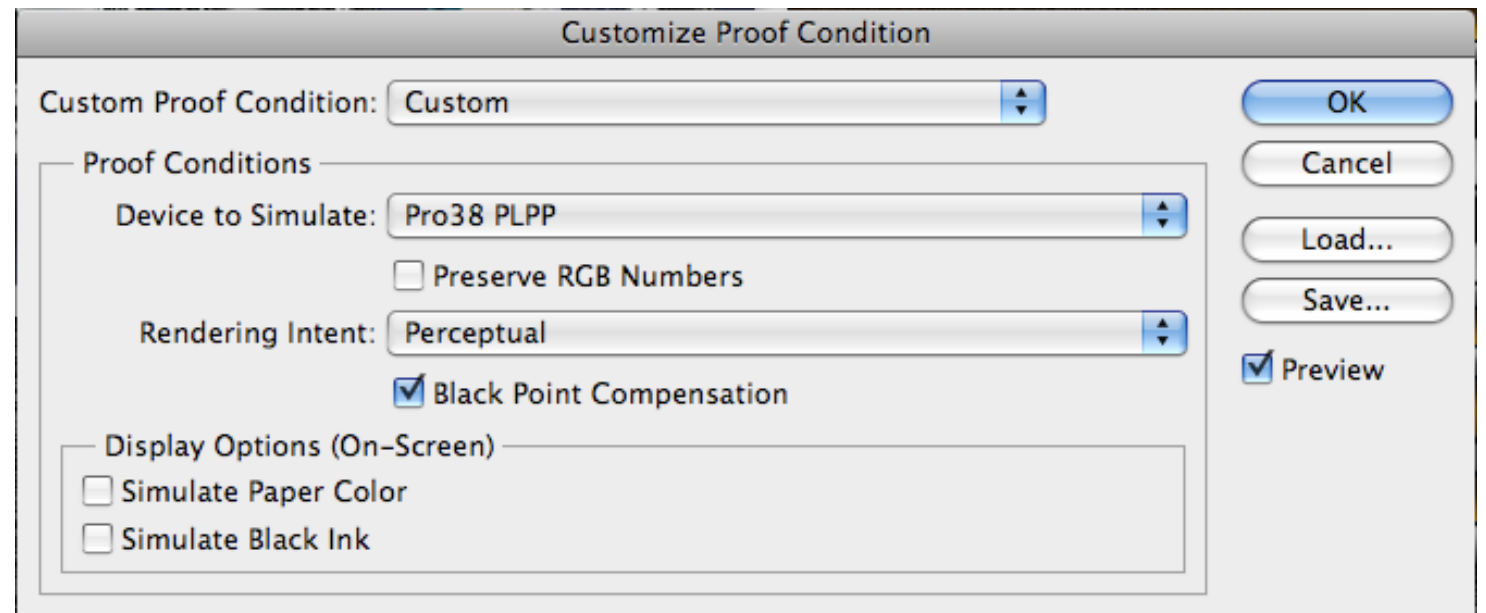 Customize Proof Condition
Custom Proof Condition: Custom
OK
Proof Conditions
Cancel
Device to Simulate: Pro38 PLPP
Load...
Preserve RGB Numbers
Save...
Rendering Intent: Perceptual
Preview
Black Point Compensation
Display Options (On-Screen)
Simulate Paper Color
Simulate Black Ink